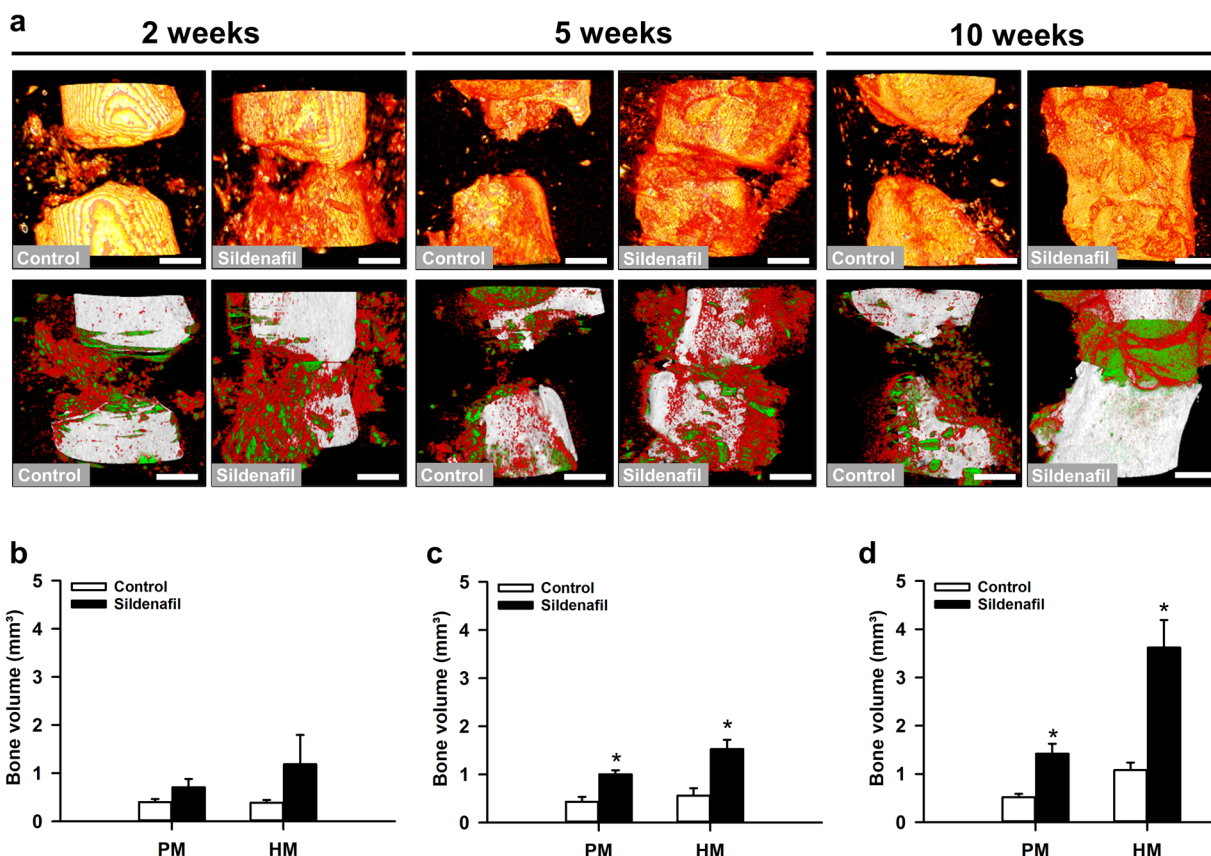 a
2 weeks 5 weeks 10 weeks
Control Sildenafil Control Sildenafil Control Sildenafil
Control Sildenafil Control Sildenafil Control Sildenafil
b
Bone volume (mm³)
5
4
3
2
1
0
Control
Sildenafil
PM HM
c
Bone volume (mm³)
5
4
3
2
1
0
Control
Sildenafil
*
*
PM HM
d
Bone volume (mm³)
5
4
3
2
1
0
Control
Sildenafil
*
*
PM HM